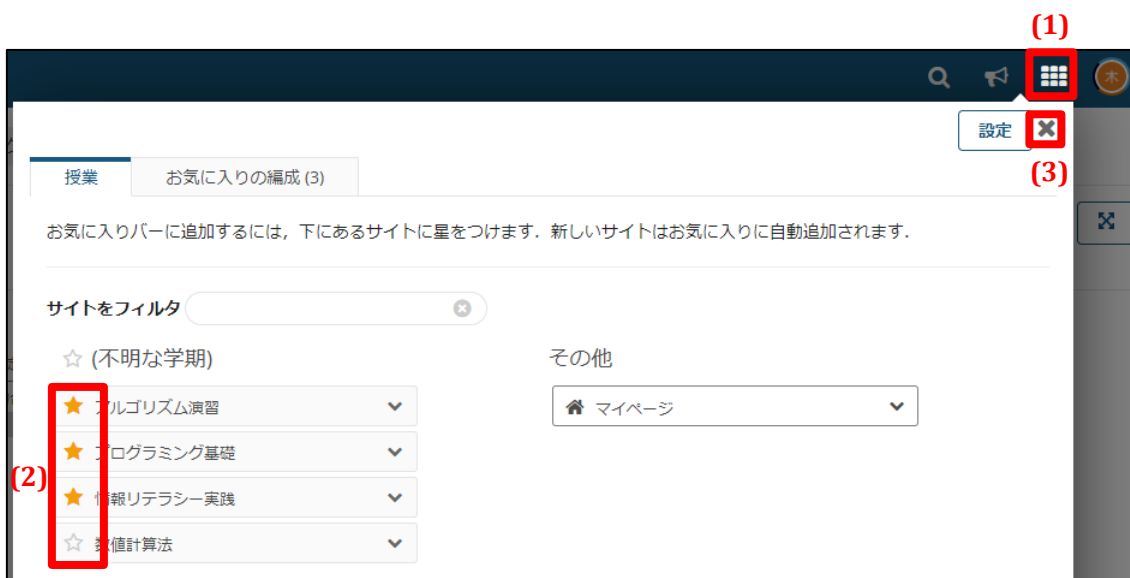 (1)
木
設定
(3)
授業
お気に入りの編成 (3)
お気に入りバーに追加するには，下にあるサイトに星をつけます．新しいサイトはお気に入りに自動追加されます．
サイトをフィルタ
(不明な学期)
その他
アルゴリズム演習
マイページ
プログラミング基礎
(2)
情報リテラシー実践
数値計算法